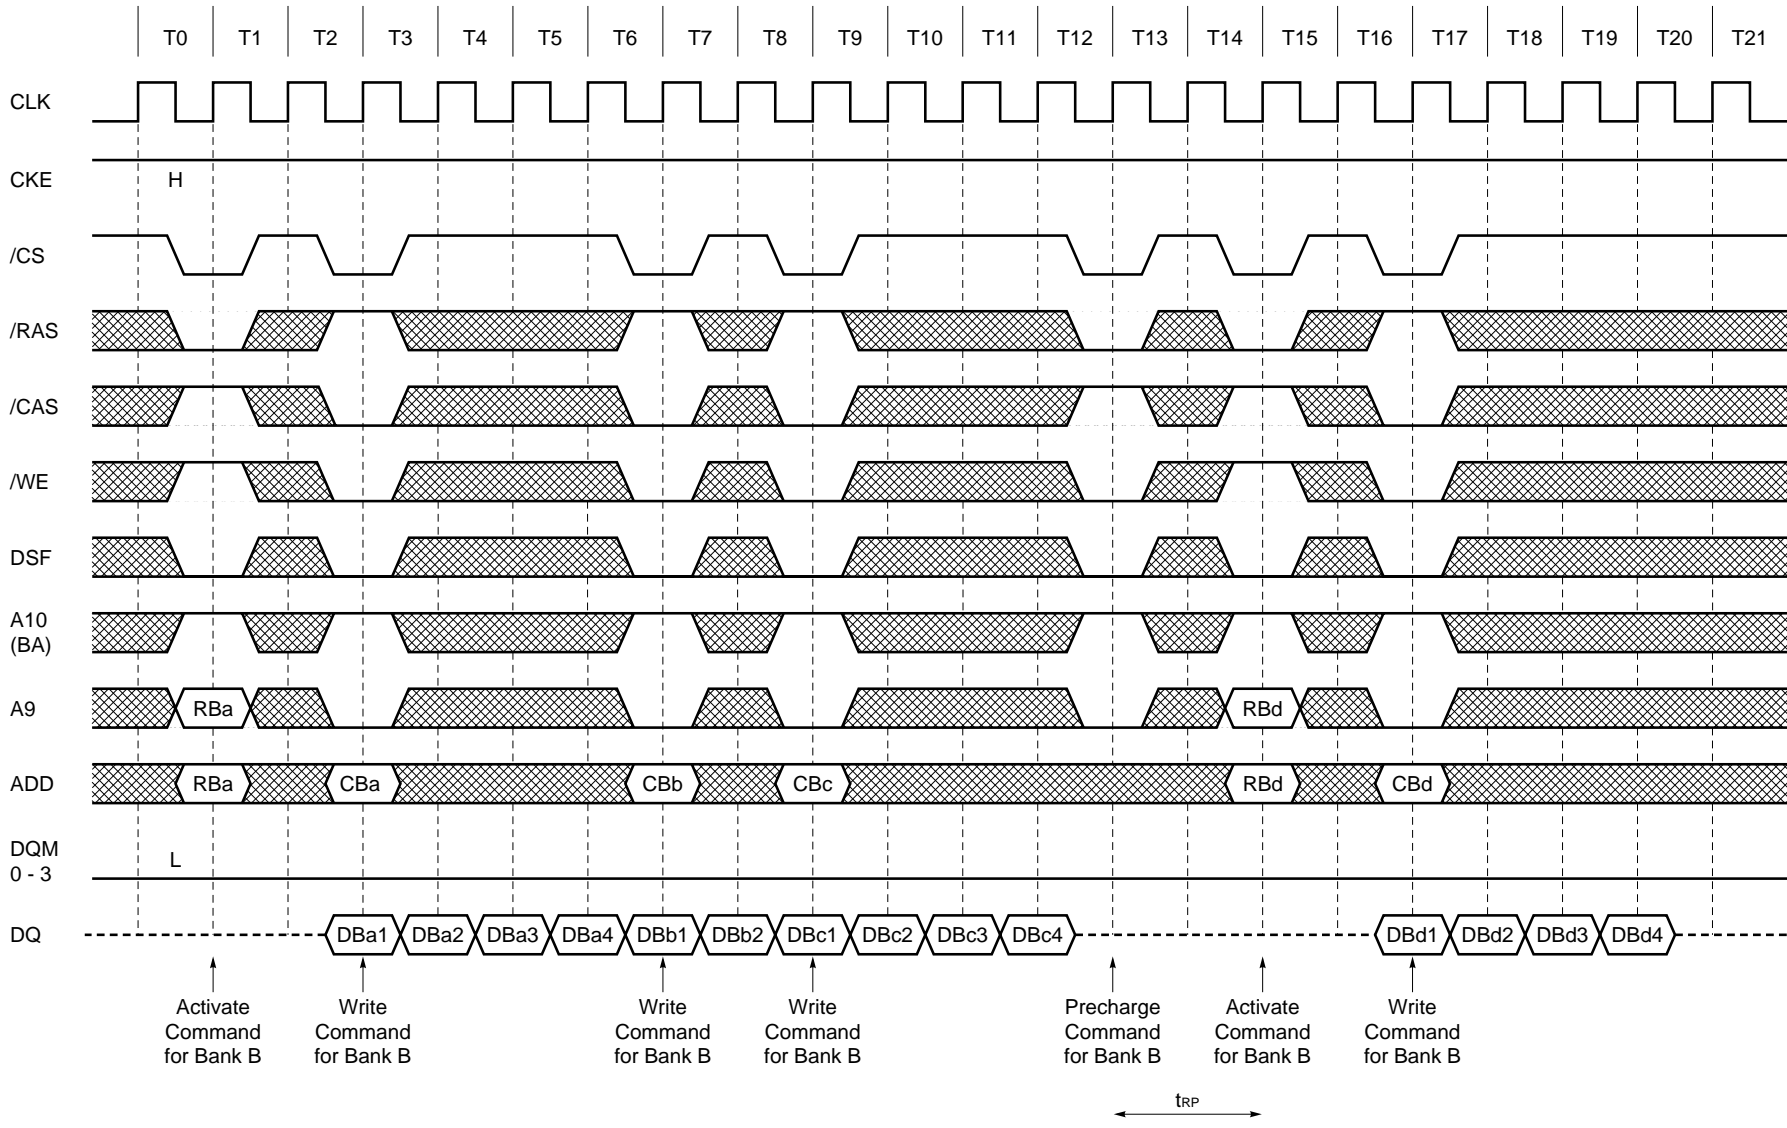 T0 T1 T2 T3 T4 T5 T6 T7 T8 T9 T10 T11 T12 T13 T14 T15 T16 T17 T18 T19 T20 T21
CLK
CKE H
/CS
/RAS
/CAS
/WE
DSF
A10
(BA)
A9 RBa RBd
ADD RBa CBa CBb CBc RBd CBd
DQM
0 - 3
L
DQ DBa1 DBa2 DBa3 DBa4 DBb1 DBb2 DBc1 DBc2 DBc3 DBc4 DBd1 DBd2 DBd3 DBd4
Activate
Command
for Bank B
Write
Command
for Bank B
Write
Command
for Bank B
Write
Command
for Bank B
Precharge
Command
for Bank B
Activate
Command
for Bank B
Write
Command
for Bank B
tRP